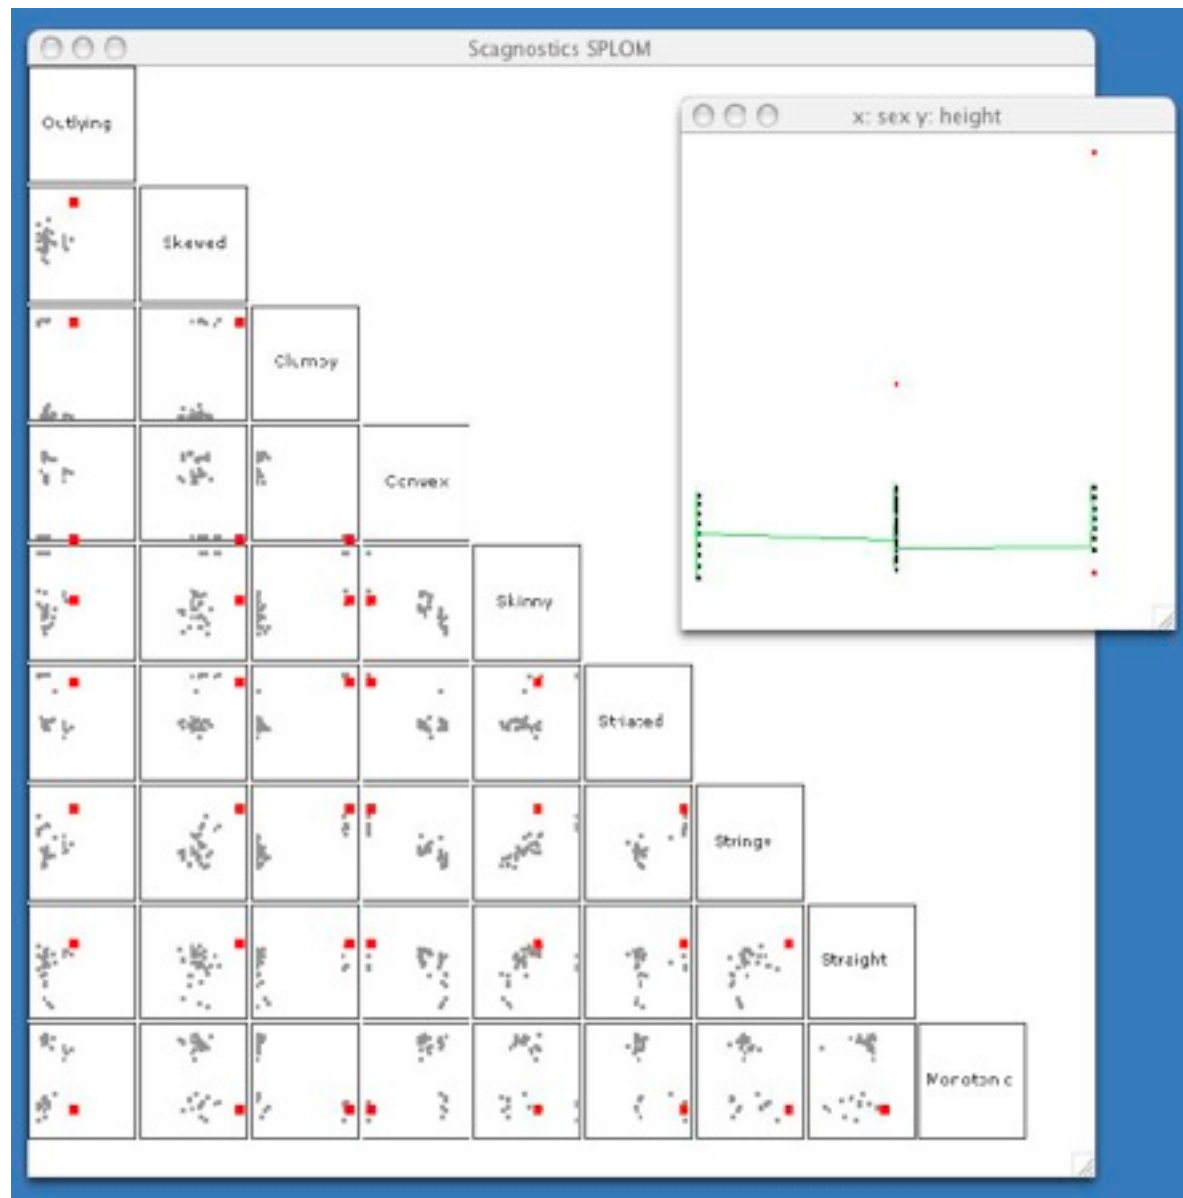 Scagnostics SPLOM
x: sex y: height
Outlying
Skewed
Clumpy
Convex
Skinny
Striated
Stringy
Straight
Monotonic